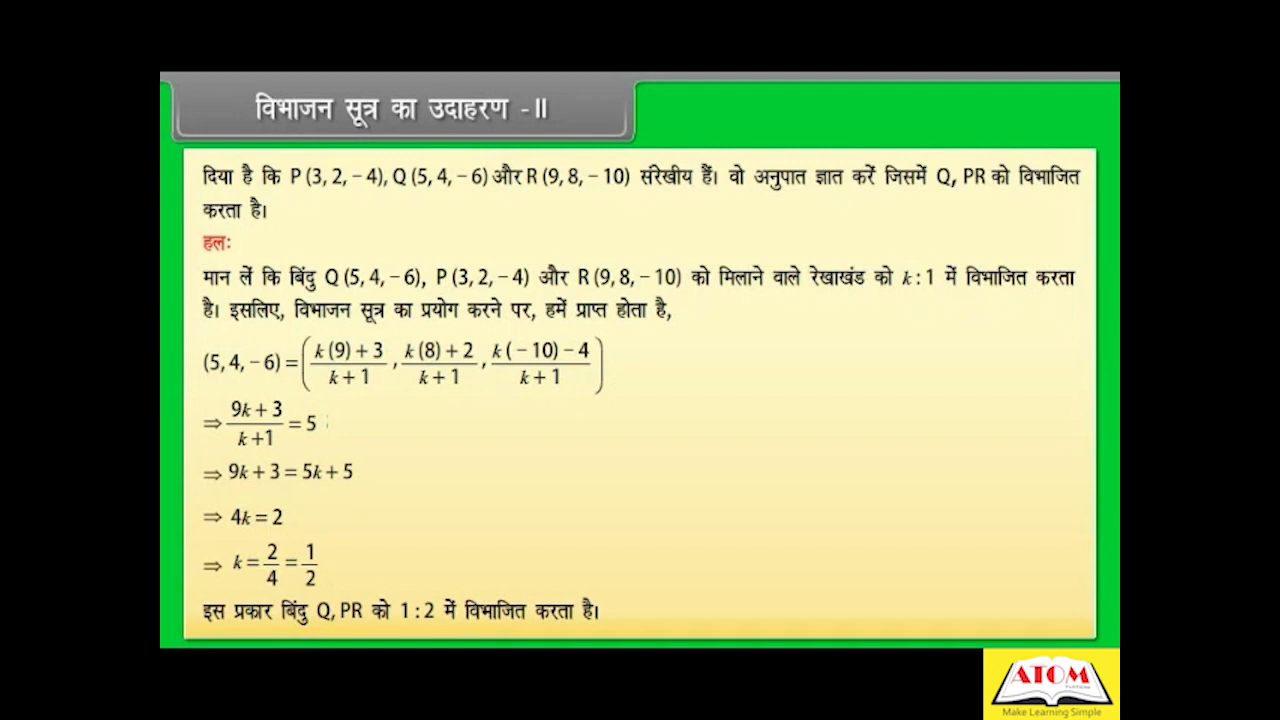 विभाजन सूत्र का उदाहरण - II
दिया है कि P (3, 2, − 4), Q (5, 4, − 6) और R (9, 8, − 10) संरेखीय हैं। वो अनुपात ज्ञात करें जिसमें Q, PR को विभाजित
करता है।
हलः
मान लें कि बिंदु Q (5, 4, − 6), P (3, 2, − 4) और R (9, 8, − 10) को मिलाने वाले रेखाखंड को k : 1 में विभाजित करता
है। इसलिए, विभाजन सूत्र का प्रयोग करने पर, हमें प्राप्त होता है,
(5, 4, − 6) = ( k (9) + 3 / k + 1 , k (8) + 2 / k + 1 , k ( − 10) − 4 / k + 1 )
⇒ 9k + 3 / k +1 = 5
⇒ 9k + 3 = 5k + 5
⇒ 4k = 2
⇒ k = 2/4 = 1/2
इस प्रकार बिंदु Q, PR को 1 : 2 में विभाजित करता है।
ATOM
Make Learning Simple